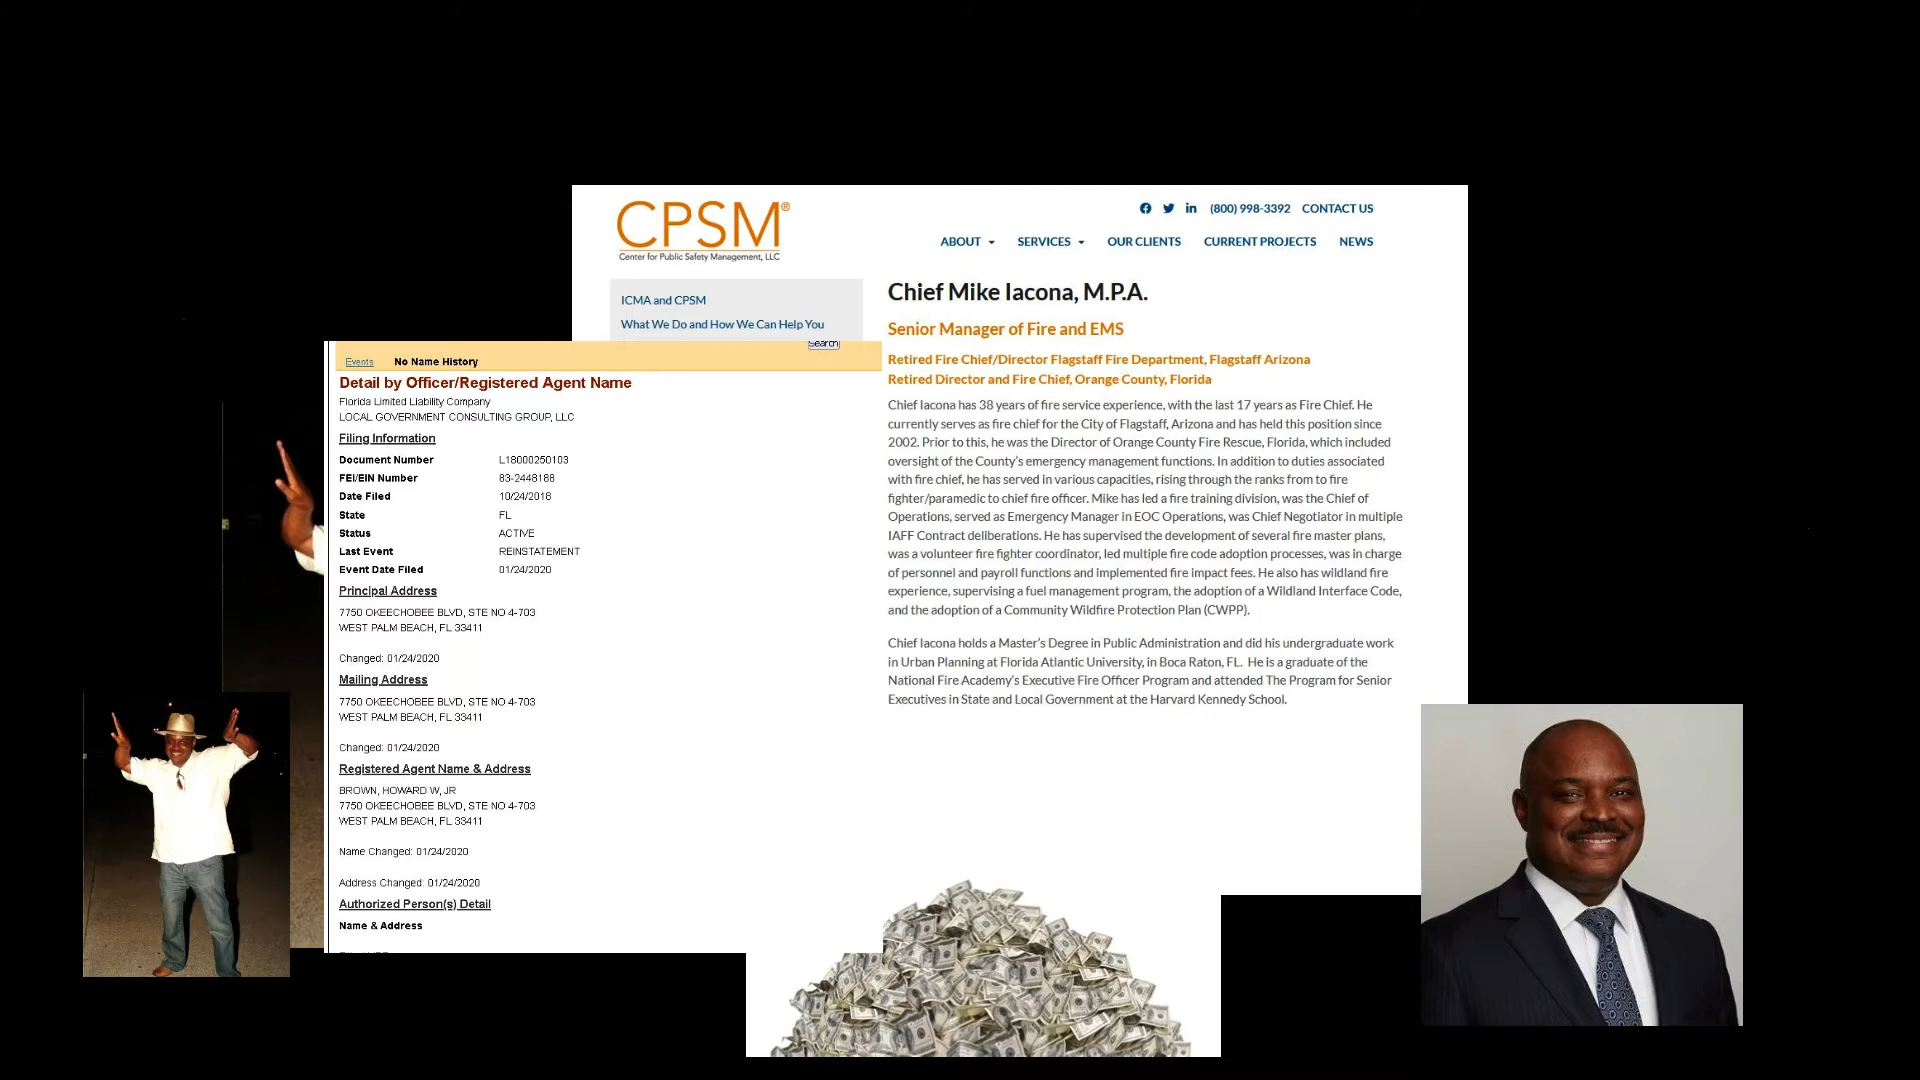 CPSM®
Center for Public Safety Management, LLC
(800) 998-3392 CONTACT US
ABOUT SERVICES OUR CLIENTS CURRENT PROJECTS NEWS
ICMA and CPSM
What We Do and How We Can Help You
Chief Mike Iacona, M.P.A.
Senior Manager of Fire and EMS
Retired Fire Chief/Director Flagstaff Fire Department, Flagstaff Arizona
Retired Director and Fire Chief, Orange County, Florida
Chief Iacona has 38 years of fire service experience, with the last 17 years as Fire Chief. He
currently serves as fire chief for the City of Flagstaff, Arizona and has held this position since
2002. Prior to this, he was the Director of Orange County Fire Rescue, Florida, which included
oversight of the County's emergency management functions. In addition to duties associated
with fire chief, he has served in various capacities, rising through the ranks from to fire
fighter/paramedic to chief fire officer. Mike has led a fire training division, was the Chief of
Operations, served as Emergency Manager in EOC Operations, was Chief Negotiator in multiple
IAFF Contract deliberations. He has supervised the development of several fire master plans,
was a volunteer fire fighter coordinator, led multiple fire code adoption processes, was in charge
of personnel and payroll functions and implemented fire impact fees. He also has wildland fire
experience, supervising a fuel management program, the adoption of a Wildland Interface Code,
and the adoption of a Community Wildfire Protection Plan (CWPP).
Chief Iacona holds a Master's Degree in Public Administration and did his undergraduate work
in Urban Planning at Florida Atlantic University, in Boca Raton, FL. He is a graduate of the
National Fire Academy's Executive Fire Officer Program and attended The Program for Senior
Executives in State and Local Government at the Harvard Kennedy School.
Search
Events No Name History
Detail by Officer/Registered Agent Name
Florida Limited Liability Company
LOCAL GOVERNMENT CONSULTING GROUP, LLC
Filing Information
Document Number L18000250103
FEI/EIN Number 83-2448188
Date Filed 10/24/2018
State FL
Status ACTIVE
Last Event REINSTATEMENT
Event Date Filed 01/24/2020
Principal Address
7750 OKEECHOBEE BLVD, STE NO 4-703
WEST PALM BEACH, FL 33411
Changed: 01/24/2020
Mailing Address
7750 OKEECHOBEE BLVD, STE NO 4-703
WEST PALM BEACH, FL 33411
Changed: 01/24/2020
Registered Agent Name & Address
BROWN, HOWARD W, JR
7750 OKEECHOBEE BLVD, STE NO 4-703
WEST PALM BEACH, FL 33411
Name Changed: 01/24/2020
Address Changed: 01/24/2020
Authorized Person(s) Detail
Name & Address